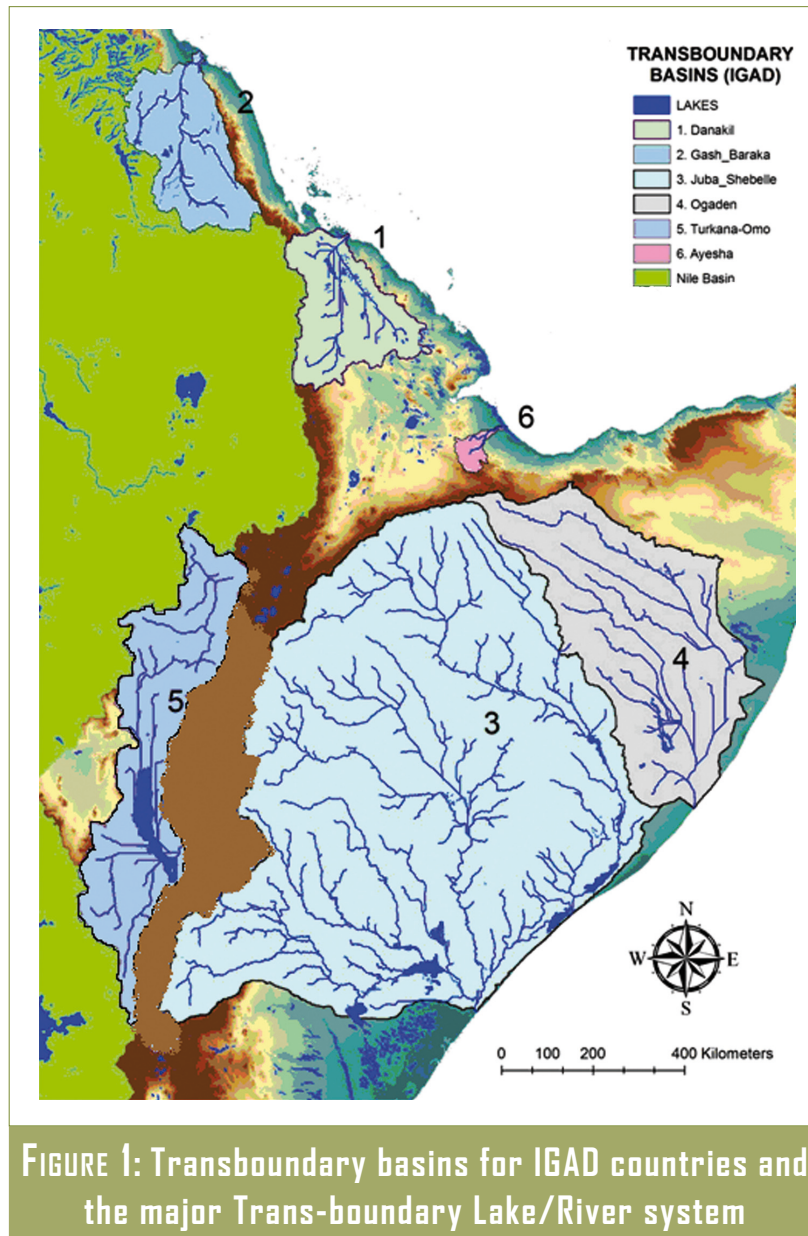 TRANSBOUNDARY
BASINS (IGAD)
LAKES
1. Danakil
2. Gash_Baraka
3. Juba_Shebelle
4. Ogaden
5. Turkana-Omo
6. Ayesha
Nile Basin
2
1
6
4
5
3
N
W E
S
0 100 200 400 Kilometers
FIGURE 1: Transboundary basins for IGAD countries and
the major Trans-boundary Lake/River system